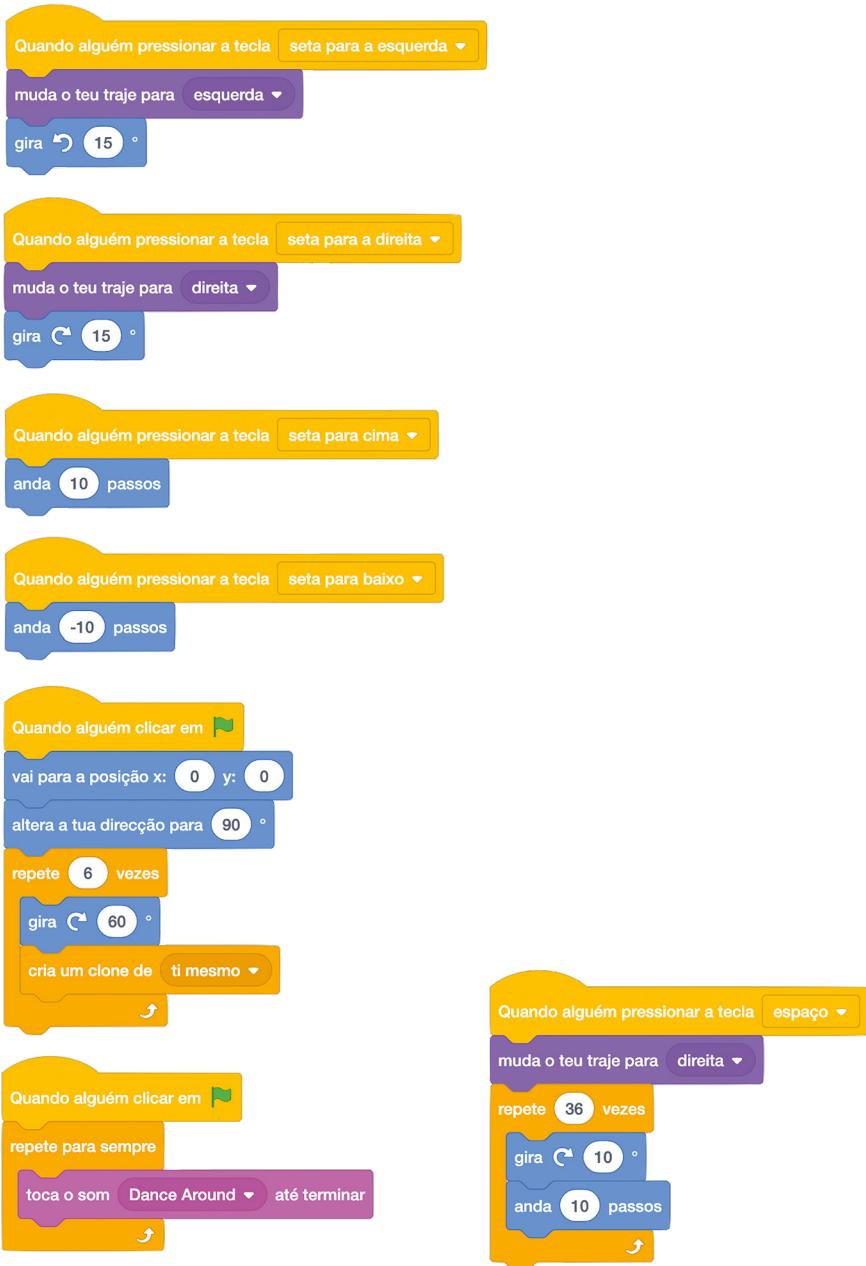 Quando alguém pressionar a tecla seta para a esquerda
muda o teu traje para esquerda
gira 15 °
Quando alguém pressionar a tecla seta para a direita
muda o teu traje para direita
gira 15 °
Quando alguém pressionar a tecla seta para cima
anda 10 passos
Quando alguém pressionar a tecla seta para baixo
anda -10 passos
Quando alguém clicar em
vai para a posição x: 0 y: 0
altera a tua direcção para 90 °
repete 6 vezes
gira 60 °
cria um clone de ti mesmo
Quando alguém clicar em
repete para sempre
toca o som Dance Around até terminar
Quando alguém pressionar a tecla espaço
muda o teu traje para direita
repete 36 vezes
gira 10 °
anda 10 passos